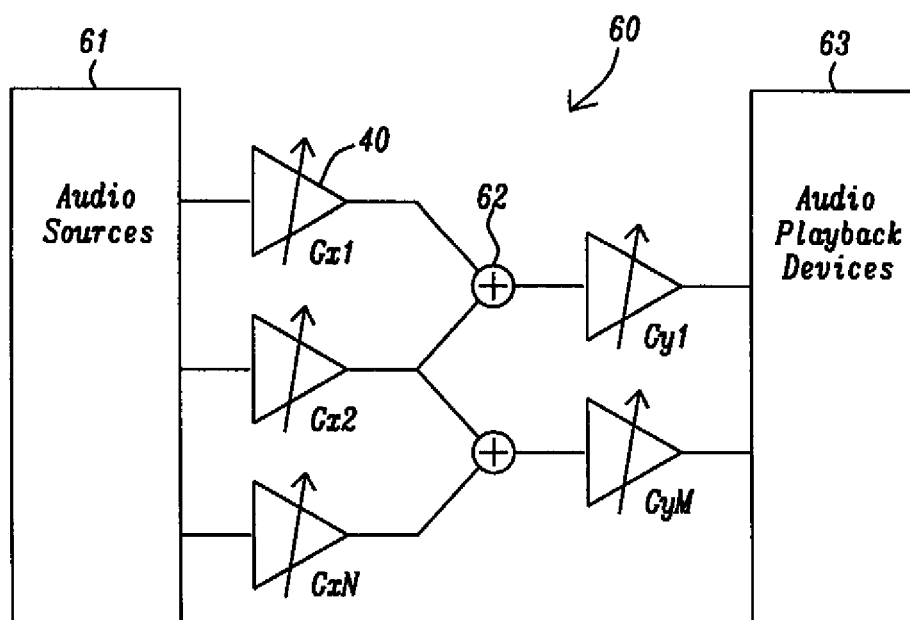 61
60
63
40
Audio
Sources
Gx1
62
Audio
Playback
Devices
Gy1
Gx2
GyM
GxN